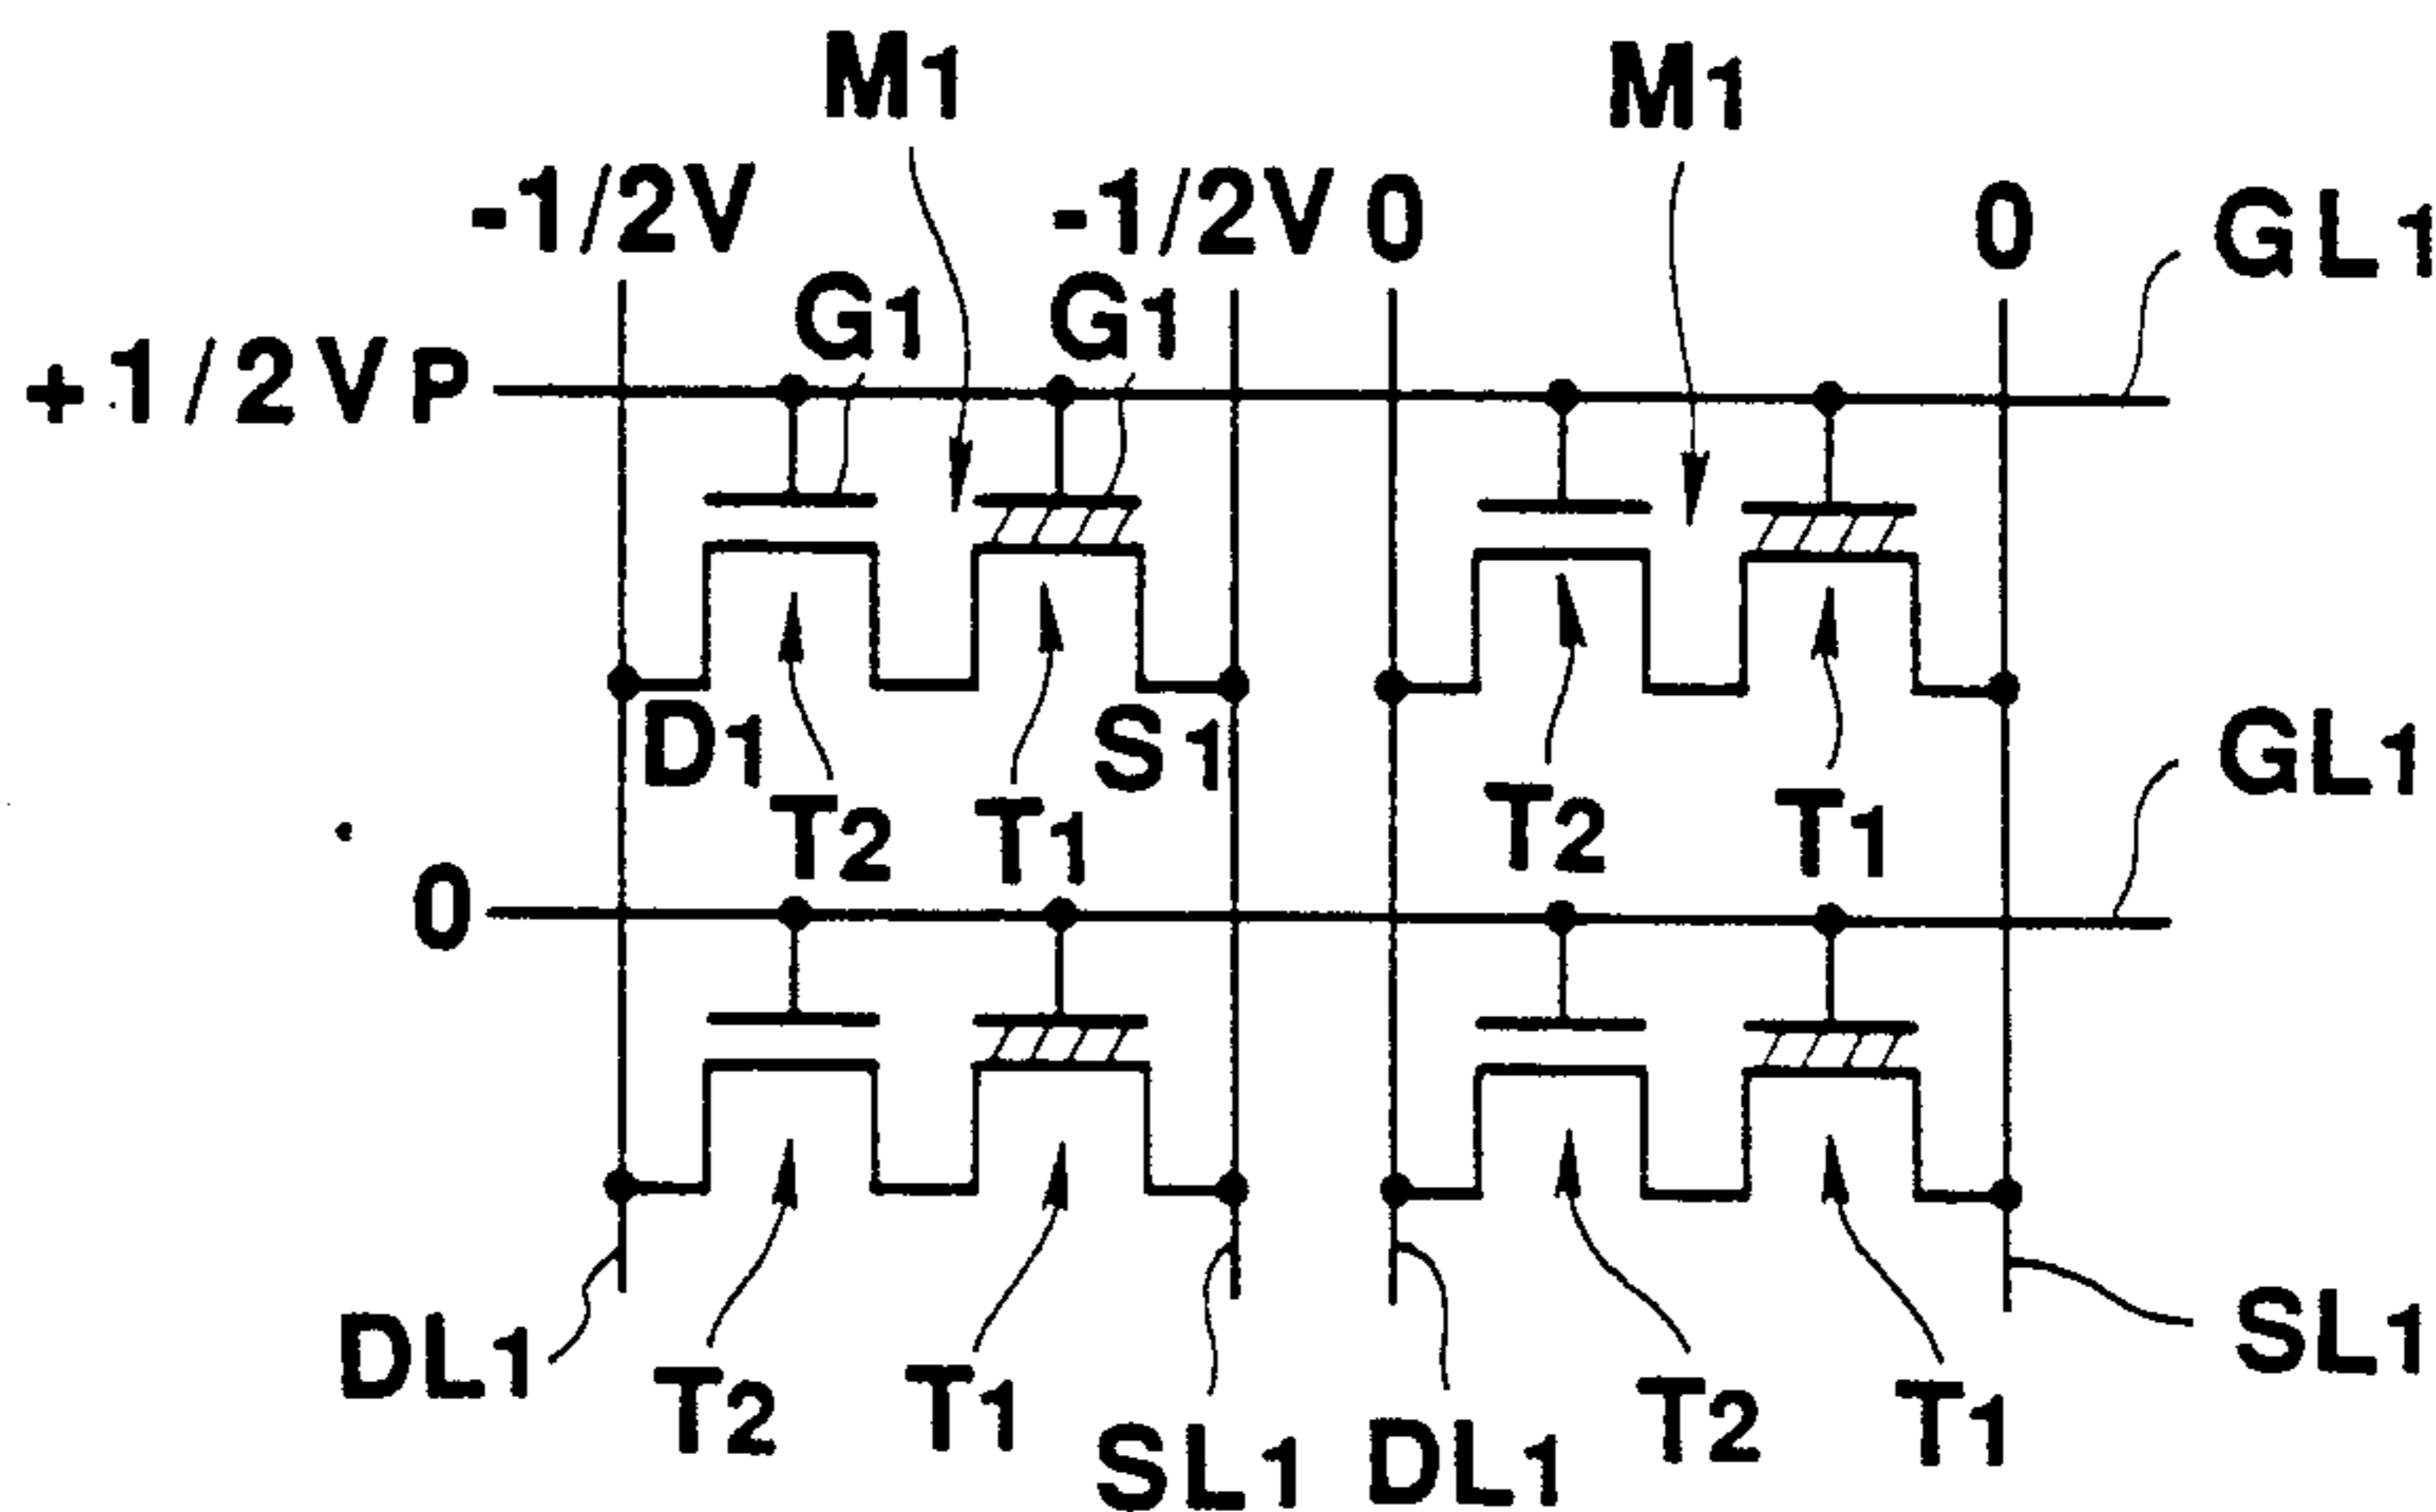 M1 M1
-1/2V -1/2V 0 0 GL1
G1 G1
+1/2VP
D1 S1 GL1
T2 T1 T2 T1
0
DL1 SL1
T2 T1 T2 T1
SL1 DL1